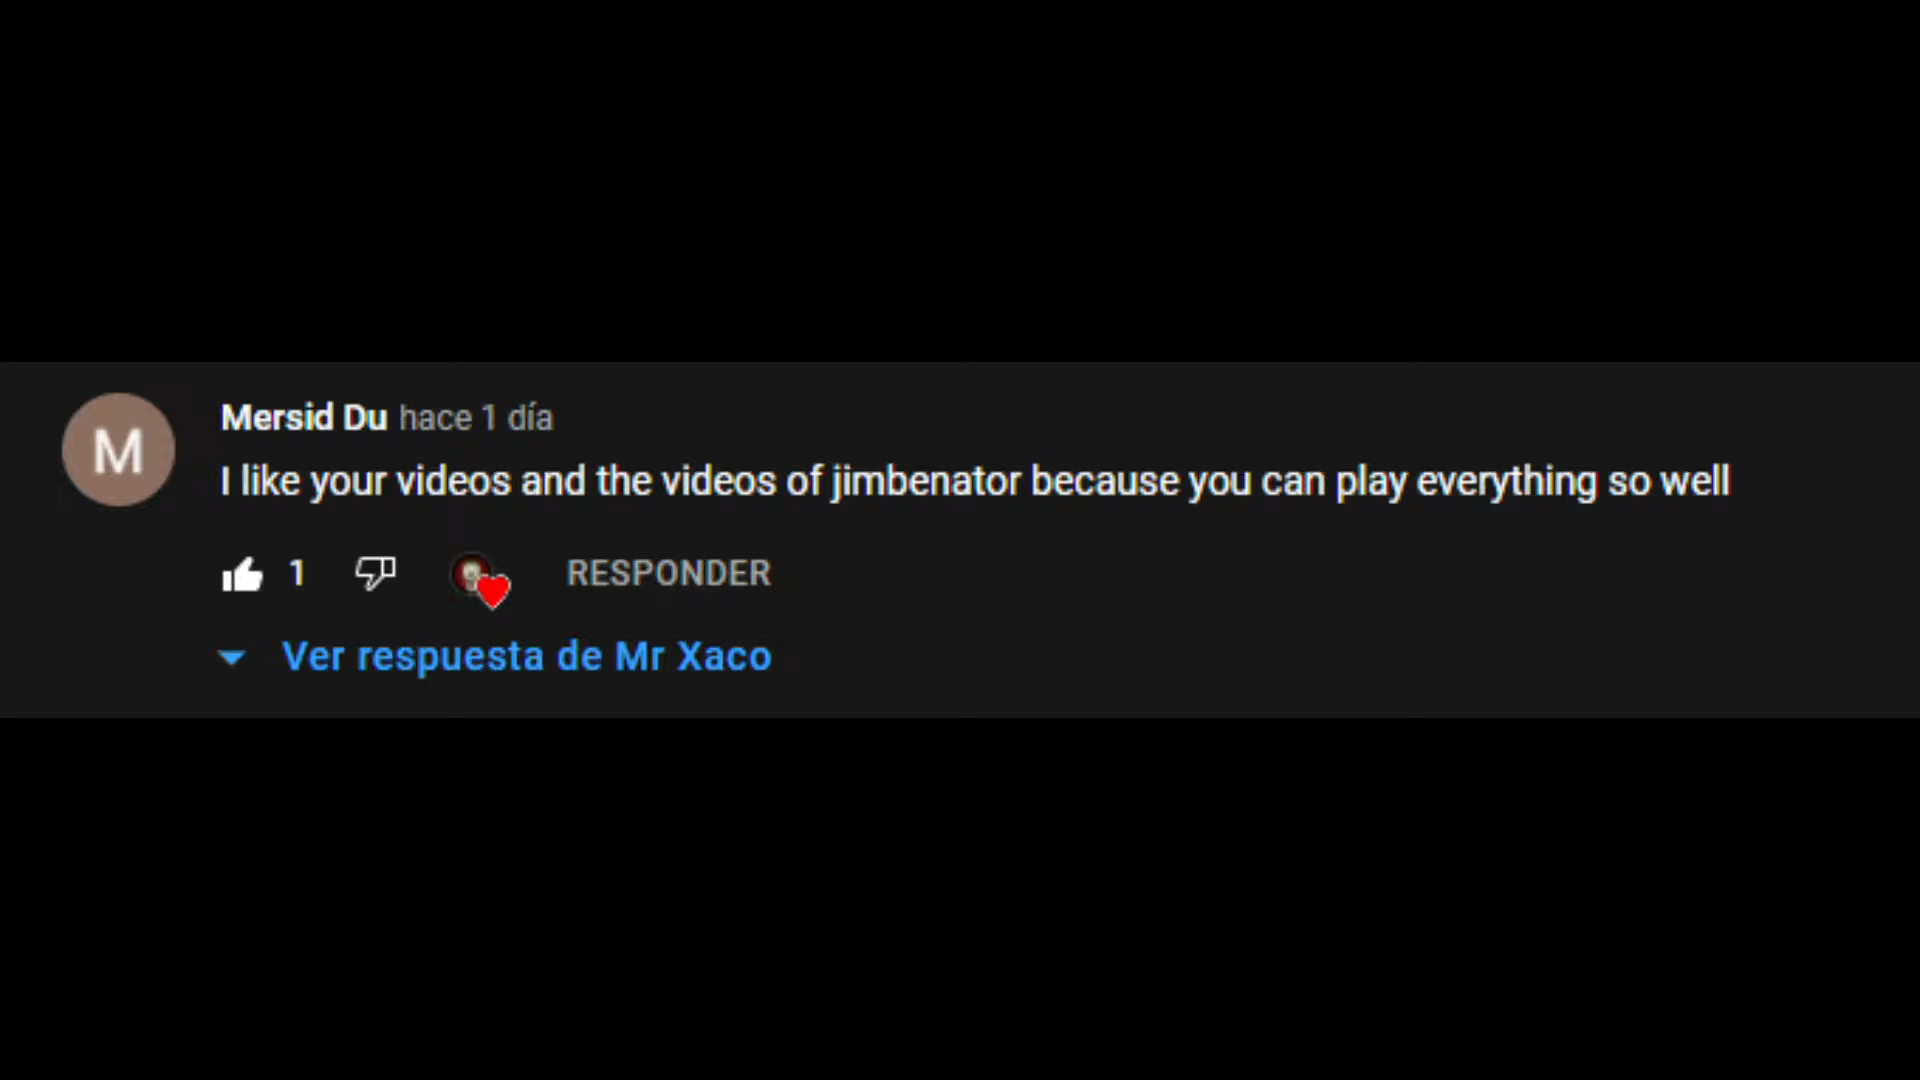 M
Mersid Du hace 1 día
I like your videos and the videos of jimbenator because you can play everything so well
1 RESPONDER
Ver respuesta de Mr Xaco